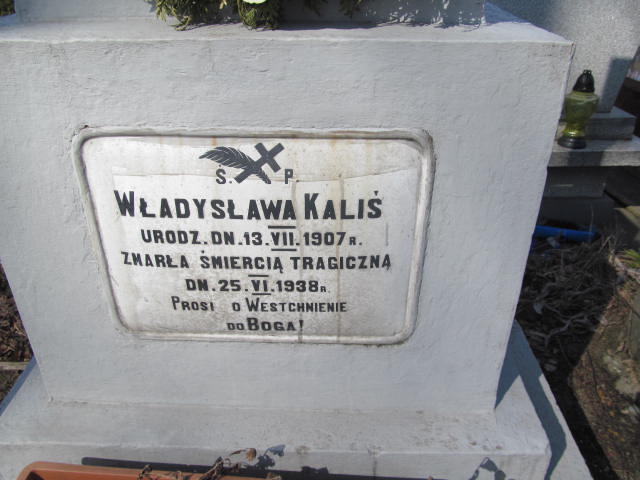 Ś. P.
WŁADYSŁAWA KALIŚ
URODZ. DN. 13. VII. 1907 R.
ZMARŁA ŚMIERCIĄ TRAGICZNĄ
DN. 25. VI. 1938 R.
PROSI O WESTCHNIENIE
DO BOGA!